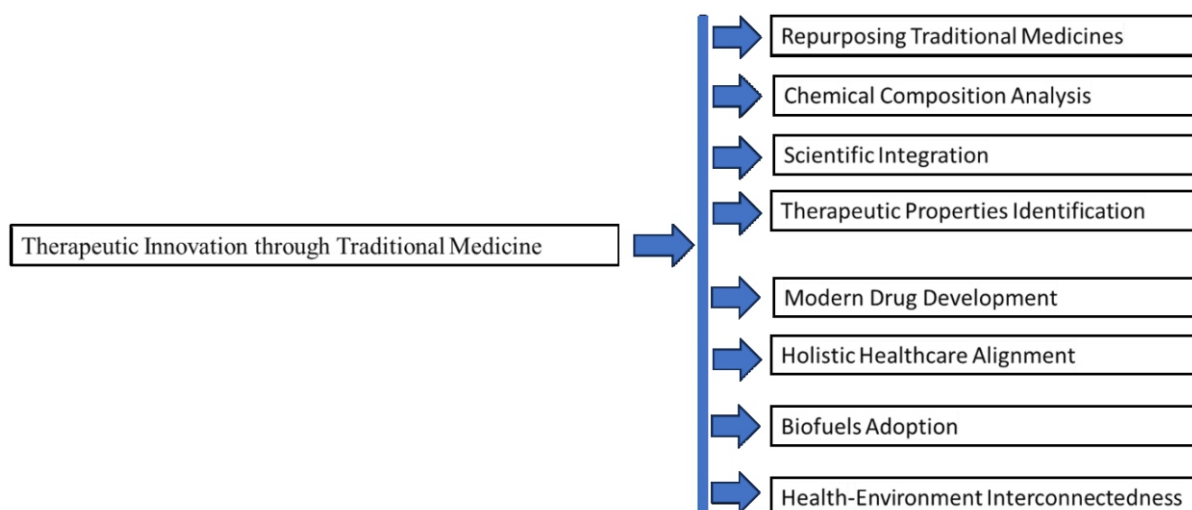 Repurposing Traditional Medicines
Chemical Composition Analysis
Scientific Integration
Therapeutic Properties Identification
Therapeutic Innovation through Traditional Medicine
Modern Drug Development
Holistic Healthcare Alignment
Biofuels Adoption
Health-Environment Interconnectedness